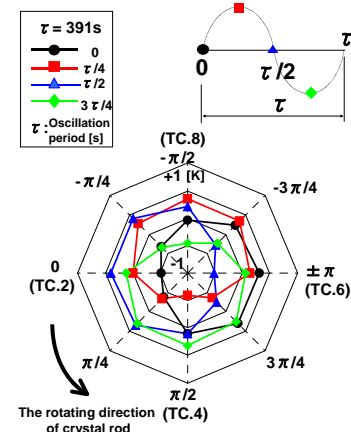 τ = 391s
0
τ/4
τ/2
3τ/4
τ : Oscillation
period [s]
0
τ/2
τ
τ
(TC.8)
-π/2
+1 [K]
-π/4
-3π/4
-1
0
(TC.2)
±π
(TC.6)
π/4
3π/4
π/2
(TC.4)
The rotating direction
of crystal rod